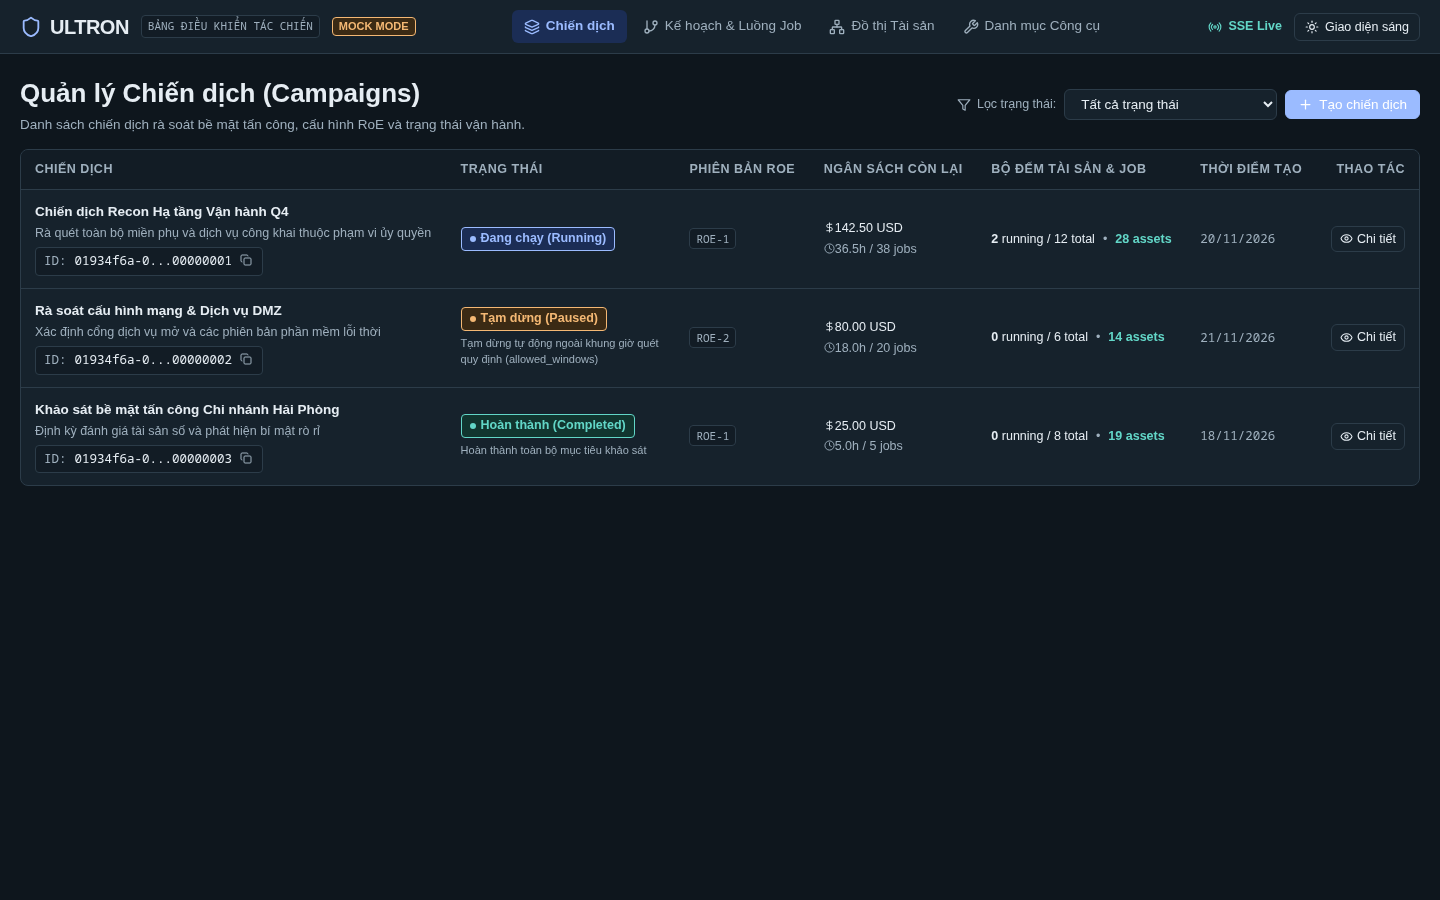 ULTRON
BẢNG ĐIỀU KHIỂN TÁC CHIẾN
MOCK MODE
Chiến dịch
Kế hoạch & Luồng Job
Đồ thị Tài sản
Danh mục Công cụ
SSE Live
Giao diện sáng
Quản lý Chiến dịch (Campaigns)
Danh sách chiến dịch rà soát bề mặt tấn công, cấu hình RoE và trạng thái vận hành.
Lọc trạng thái:
Tất cả trạng thái
Tạo chiến dịch
CHIẾN DỊCH
TRẠNG THÁI
PHIÊN BẢN ROE
NGÂN SÁCH CÒN LẠI
BỘ ĐẾM TÀI SẢN & JOB
THỜI ĐIỂM TẠO
THAO TÁC
Chiến dịch Recon Hạ tầng Vận hành Q4
Rà quét toàn bộ miền phụ và dịch vụ công khai thuộc phạm vi ủy quyền
ID: 01934f6a-0...00000001
Đang chạy (Running)
ROE-1
$142.50 USD
36.5h / 38 jobs
2 running / 12 total • 28 assets
20/11/2026
Chi tiết
Rà soát cấu hình mạng & Dịch vụ DMZ
Xác định cổng dịch vụ mở và các phiên bản phần mềm lỗi thời
ID: 01934f6a-0...00000002
Tạm dừng (Paused)
Tạm dừng tự động ngoài khung giờ quét
quy định (allowed_windows)
ROE-2
$80.00 USD
18.0h / 20 jobs
0 running / 6 total • 14 assets
21/11/2026
Chi tiết
Khảo sát bề mặt tấn công Chi nhánh Hải Phòng
Định kỳ đánh giá tài sản số và phát hiện bí mật rò rỉ
ID: 01934f6a-0...00000003
Hoàn thành (Completed)
Hoàn thành toàn bộ mục tiêu khảo sát
ROE-1
$25.00 USD
5.0h / 5 jobs
0 running / 8 total • 19 assets
18/11/2026
Chi tiết